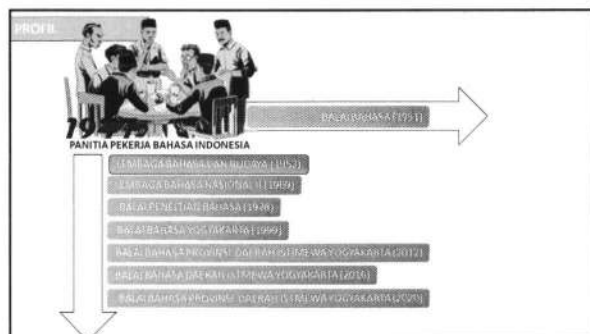 PROFIL
BALAI BAHASA (1951)
PANITIA PEKERJA BAHASA INDONESIA
LEMBAGA BAHASA DAN BUDAYA (1952)
LEMBAGA BAHASA NASIONAL II (1969)
BALAI PENELITIAN BAHASA (1978)
BALAI BAHASA YOGYAKARTA (1999)
BALAI BAHASA PROVINSI DAERAH ISTIMEWA YOGYAKARTA (2012)
BALAI BAHASA DAERAH ISTIMEWA YOGYAKARTA (2016)
BALAI BAHASA PROVINSI DAERAH ISTIMEWA YOGYAKARTA (2020)